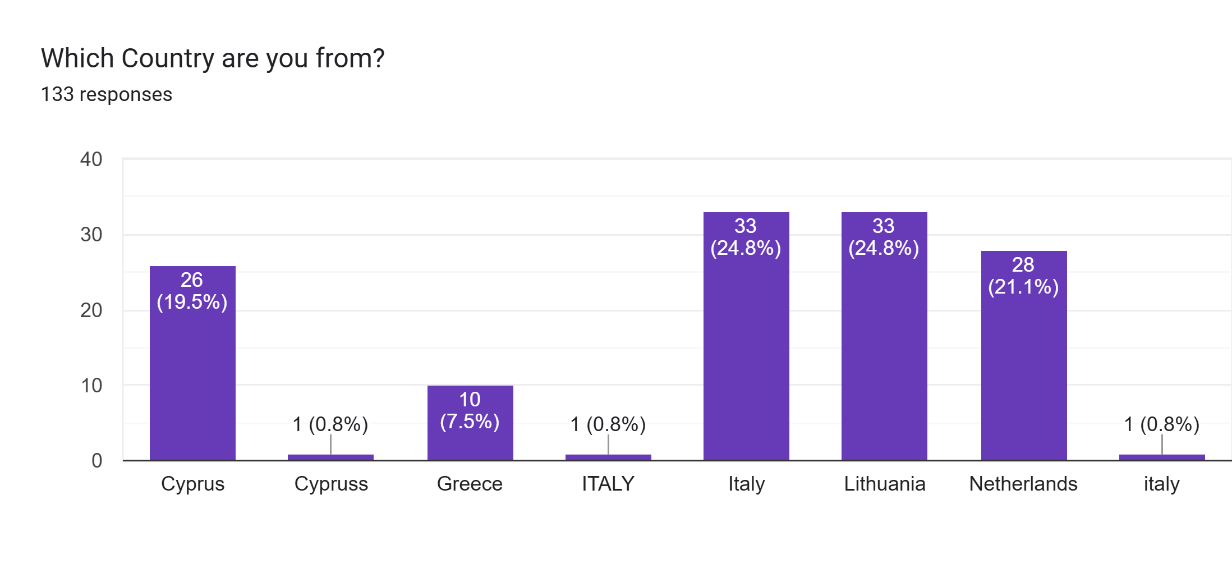 Which Country are you from?
133 responses
40
30
20
10
0
26
(19.5%)
1 (0.8%)
10
(7.5%)
1 (0.8%)
33
(24.8%)
33
(24.8%)
28
(21.1%)
1 (0.8%)
Cyprus
Cypruss
Greece
ITALY
Italy
Lithuania
Netherlands
italy